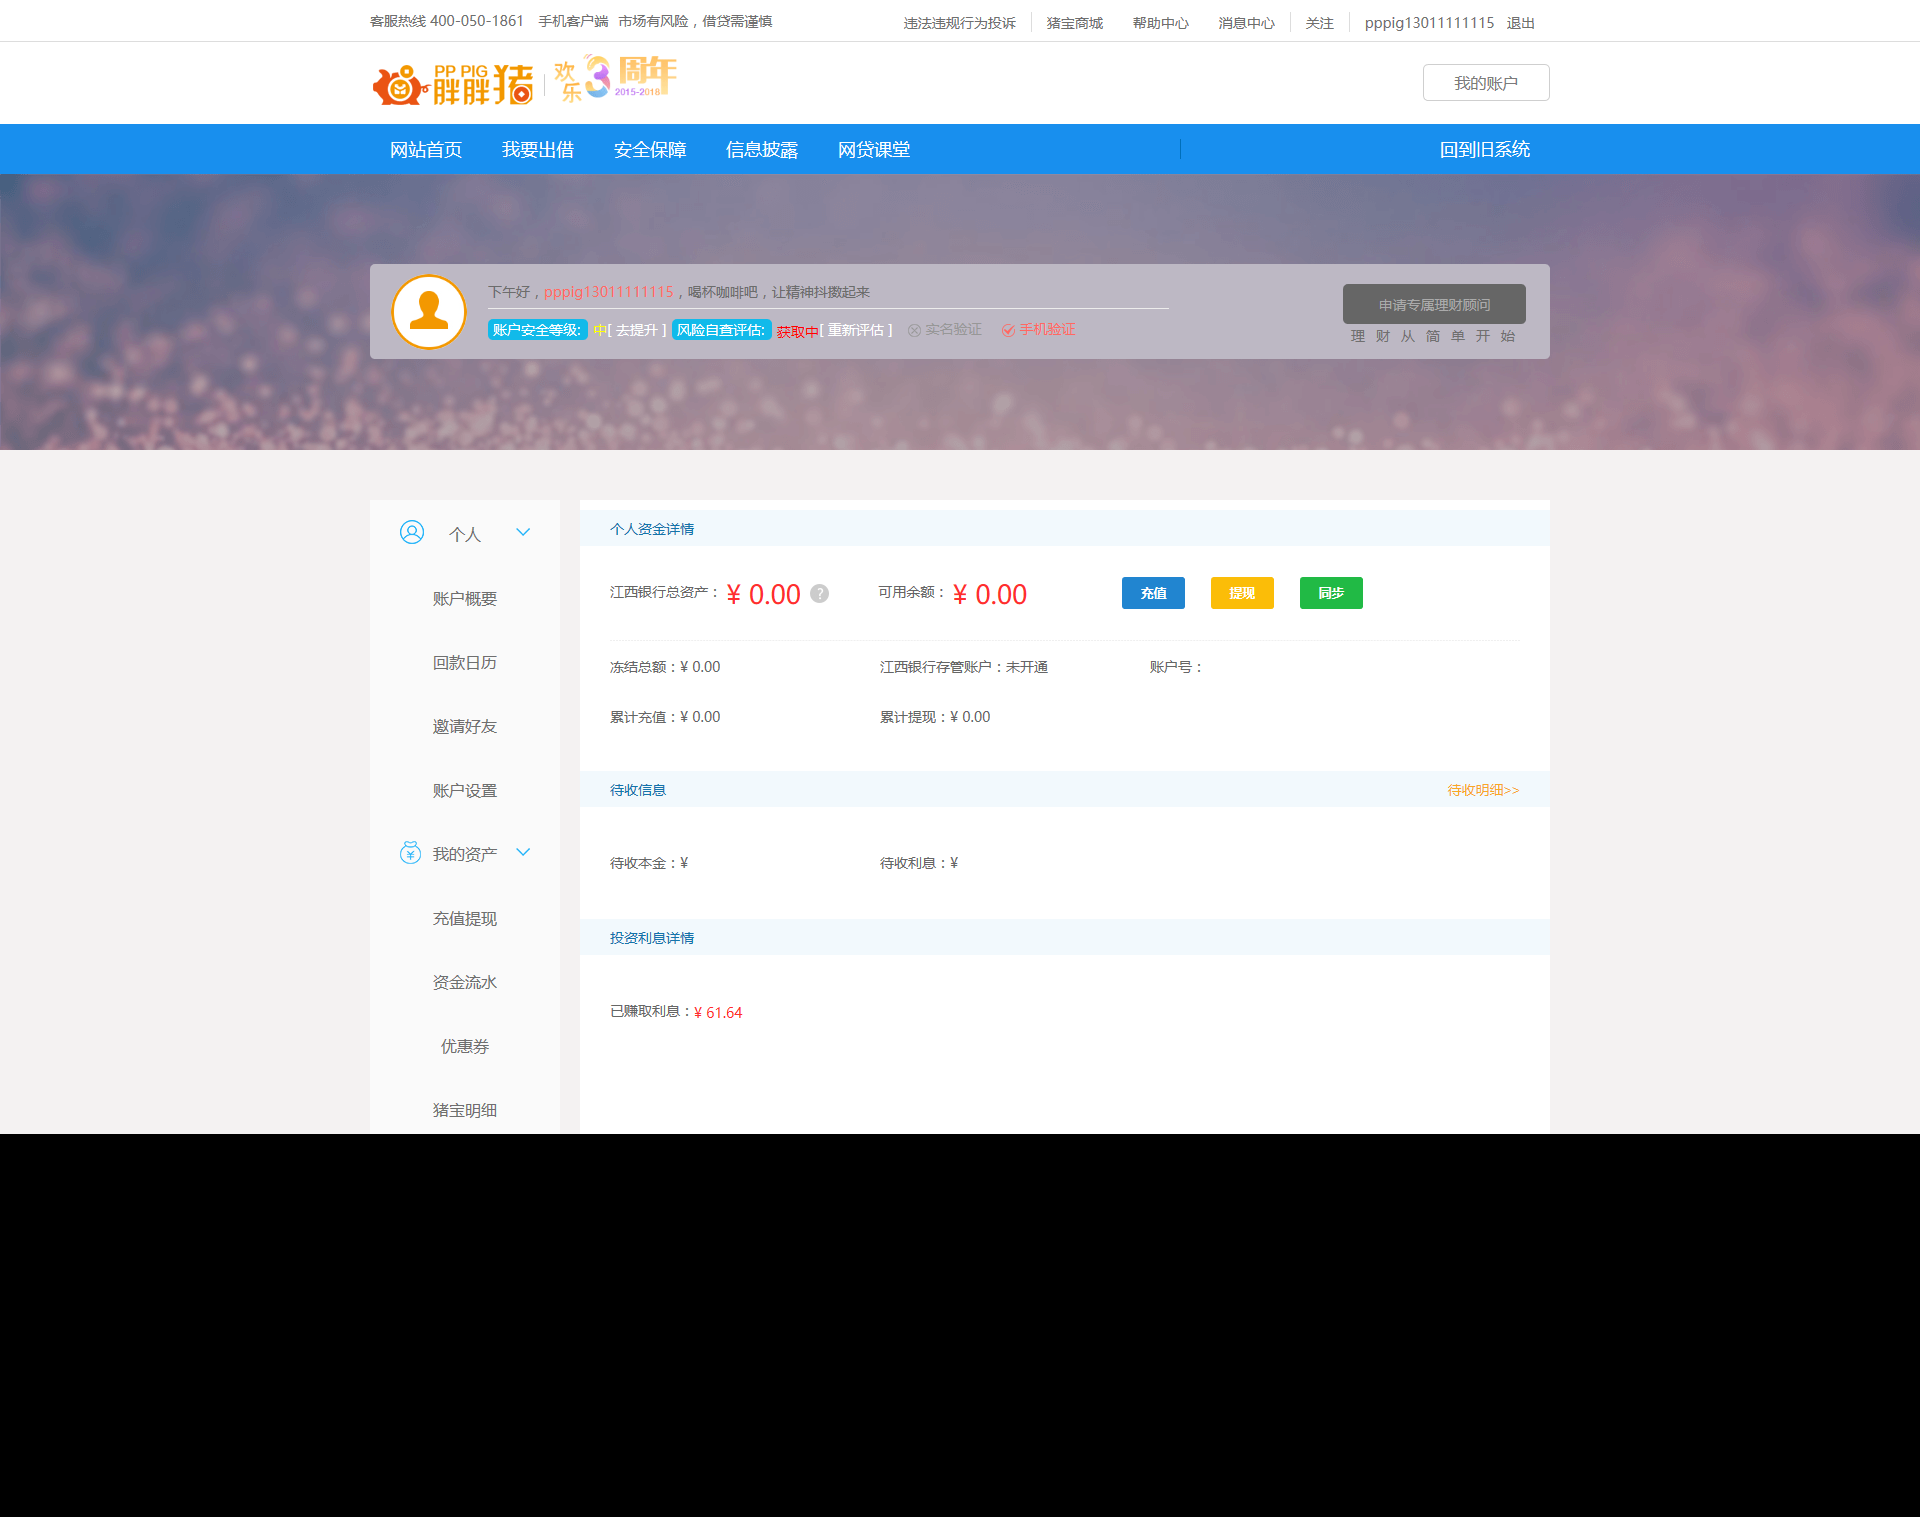 客服热线 400-050-1861 手机客户端 市场有风险，借贷需谨慎
违法违规行为投诉 猪宝商城 帮助中心 消息中心 关注 pppig13011111115 退出
PP PIG 胖胖猪 欢乐3周年 2015-2018
我的账户
网站首页 我要出借 安全保障 信息披露 网贷课堂 回到旧系统
下午好，pppig13011111115，喝杯咖啡吧，让精神抖擞起来
账户安全等级: 中[ 去提升 ] 风险自查评估: 获取中[ 重新评估 ] 实名验证 手机验证
申请专属理财顾问
理 财 从 简 单 开 始
个人
账户概要
回款日历
邀请好友
账户设置
我的资产
充值提现
资金流水
优惠券
猪宝明细
个人资金详情
江西银行总资产： ¥ 0.00 ? 可用余额： ¥ 0.00 充值 提现 同步
冻结总额：¥ 0.00 江西银行存管账户：未开通 账户号：
累计充值：¥ 0.00 累计提现：¥ 0.00
待收信息 待收明细>>
待收本金：¥ 待收利息：¥
投资利息详情
已赚取利息：¥ 61.64